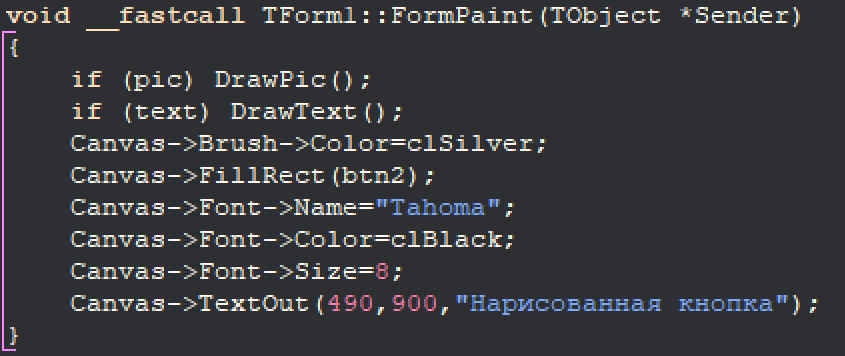 void __fastcall TForm1::FormPaint(TObject *Sender)
{
    if (pic) DrawPic();
    if (text) DrawText();
    Canvas->Brush->Color=clSilver;
    Canvas->FillRect(btn2);
    Canvas->Font->Name="Tahoma";
    Canvas->Font->Color=clBlack;
    Canvas->Font->Size=8;
    Canvas->TextOut(490,900,"Нарисованная кнопка");
}